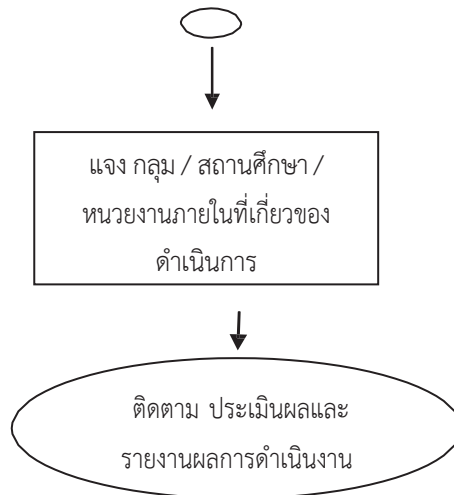 แจง กลุม / สถานศึกษา /
หนวยงานภายในที่เกี่ยวของ
ดำเนินการ
ติดตาม ประเมินผลและ
รายงานผลการดำเนินงาน